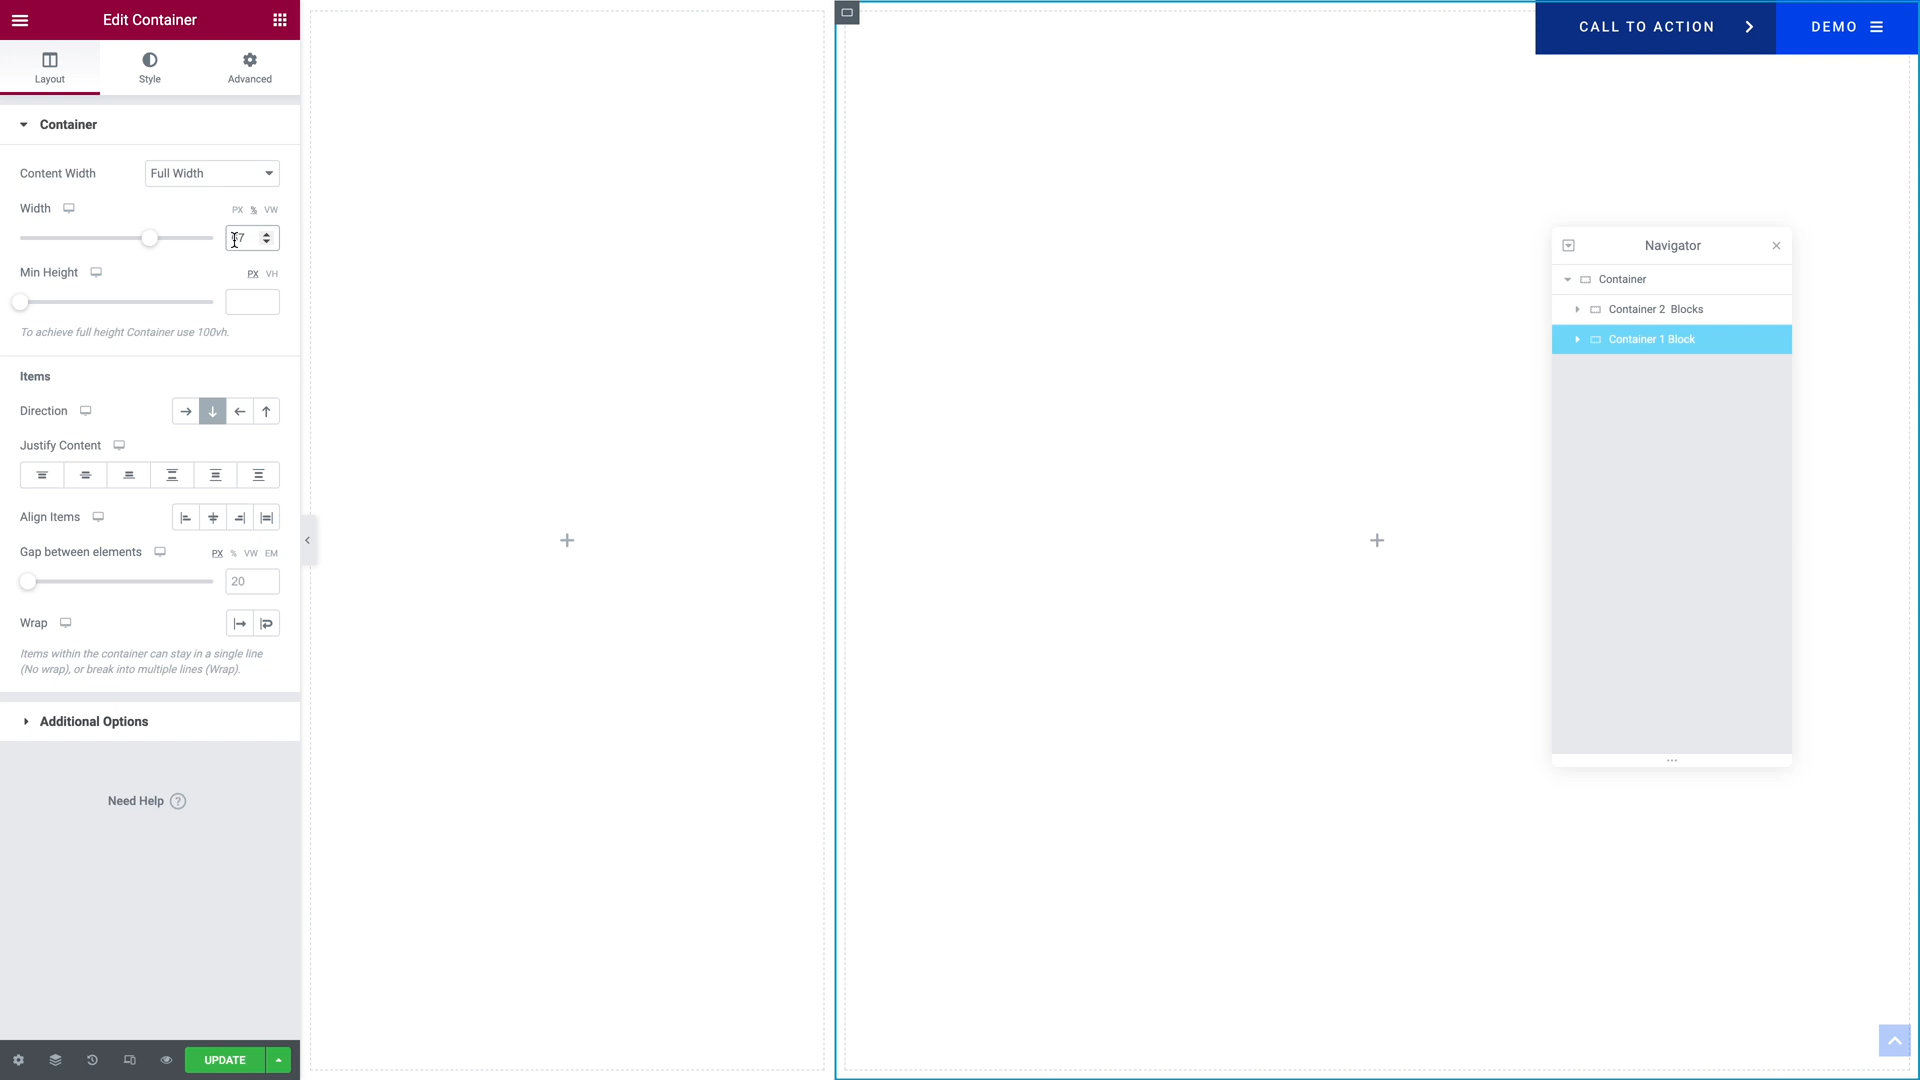 Edit Container
Layout
Style
Advanced
Container
Content Width
Full Width
Width
PX % VW
Min Height
PX VH
To achieve full height Container use 100vh.
Items
Direction
Justify Content
Align Items
Gap between elements
PX % VW EM
20
Wrap
Items within the container can stay in a single line
(No wrap), or break into multiple lines (Wrap).
Additional Options
Need Help ?
UPDATE
CALL TO ACTION
DEMO
Navigator
Container
Container 2 Blocks
Container 1 Block